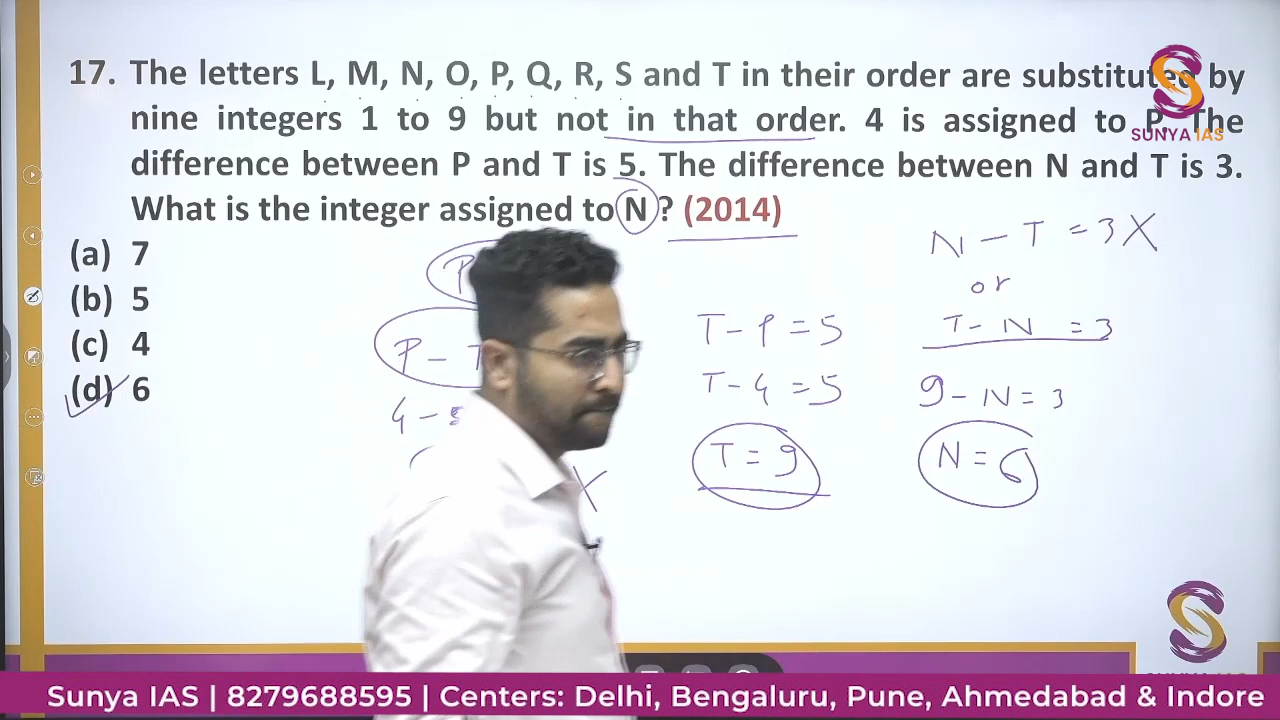 17. The letters L, M, N, O, P, Q, R, S and T in their order are substituted by
nine integers 1 to 9 but not in that order. 4 is assigned to P. The
difference between P and T is 5. The difference between N and T is 3.
What is the integer assigned to N? (2014)
(a) 7
(b) 5
(c) 4
(d) 6
SUNYA IAS
P
P - T
4 -
X
T - P = 5
T - 4 = 5
T = 9
N - T = 3 X
or
T - N = 3
9 - N = 3
N = 6
Sunya IAS | 8279688595 | Centers: Delhi, Bengaluru, Pune, Ahmedabad & Indore